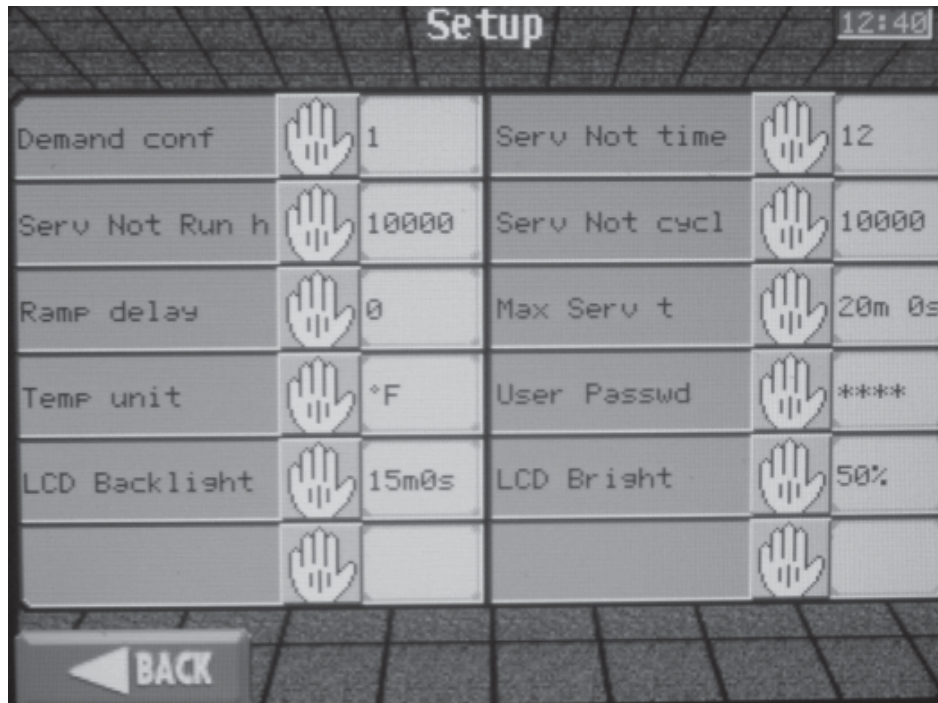 Setup
12:40
Demand conf 1 Serv Not time 12
Serv Not Run h 10000 Serv Not cycl 10000
Ramp delay 0 Max Serv t 20m 0s
Temp unit °F User Passwd ****
LCD Backlight 15m0s LCD Bright 50%
BACK